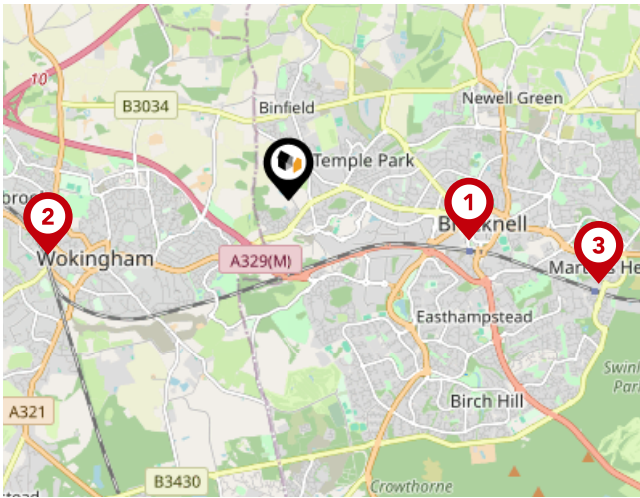 10
B3034
Binfield
Newell Green
Temple Park
2
1
Wokingham
A329(M)
3
Easthampstead
Birch Hill
A321
B3430
Crowthorne